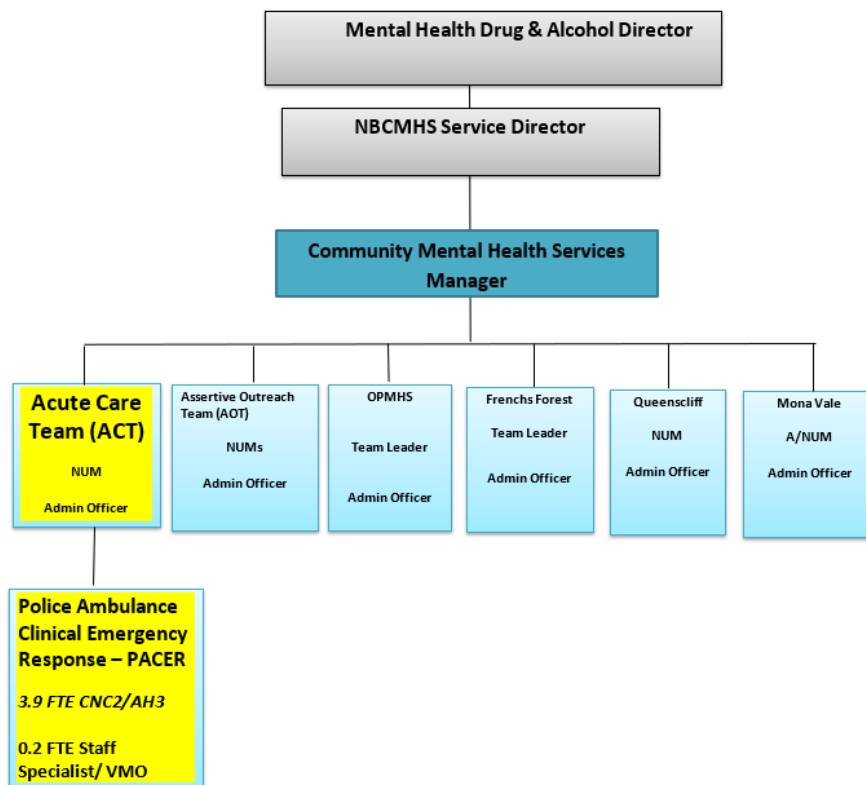 Mental Health Drug & Alcohol Director
NBCMHS Service Director
Community Mental Health Services
Manager
Acute Care
Team (ACT)
NUM
Admin Officer
Assertive Outreach
Team (AOT)
NUMs
Admin Officer
OPMHS
Team Leader
Admin Officer
Frenchs Forest
Team Leader
Admin Officer
Queenscliff
NUM
Admin Officer
Mona Vale
A/NUM
Admin Officer
Police Ambulance
Clinical Emergency
Response – PACER
3.9 FTE CNC2/AH3
0.2 FTE Staff
Specialist/ VMO